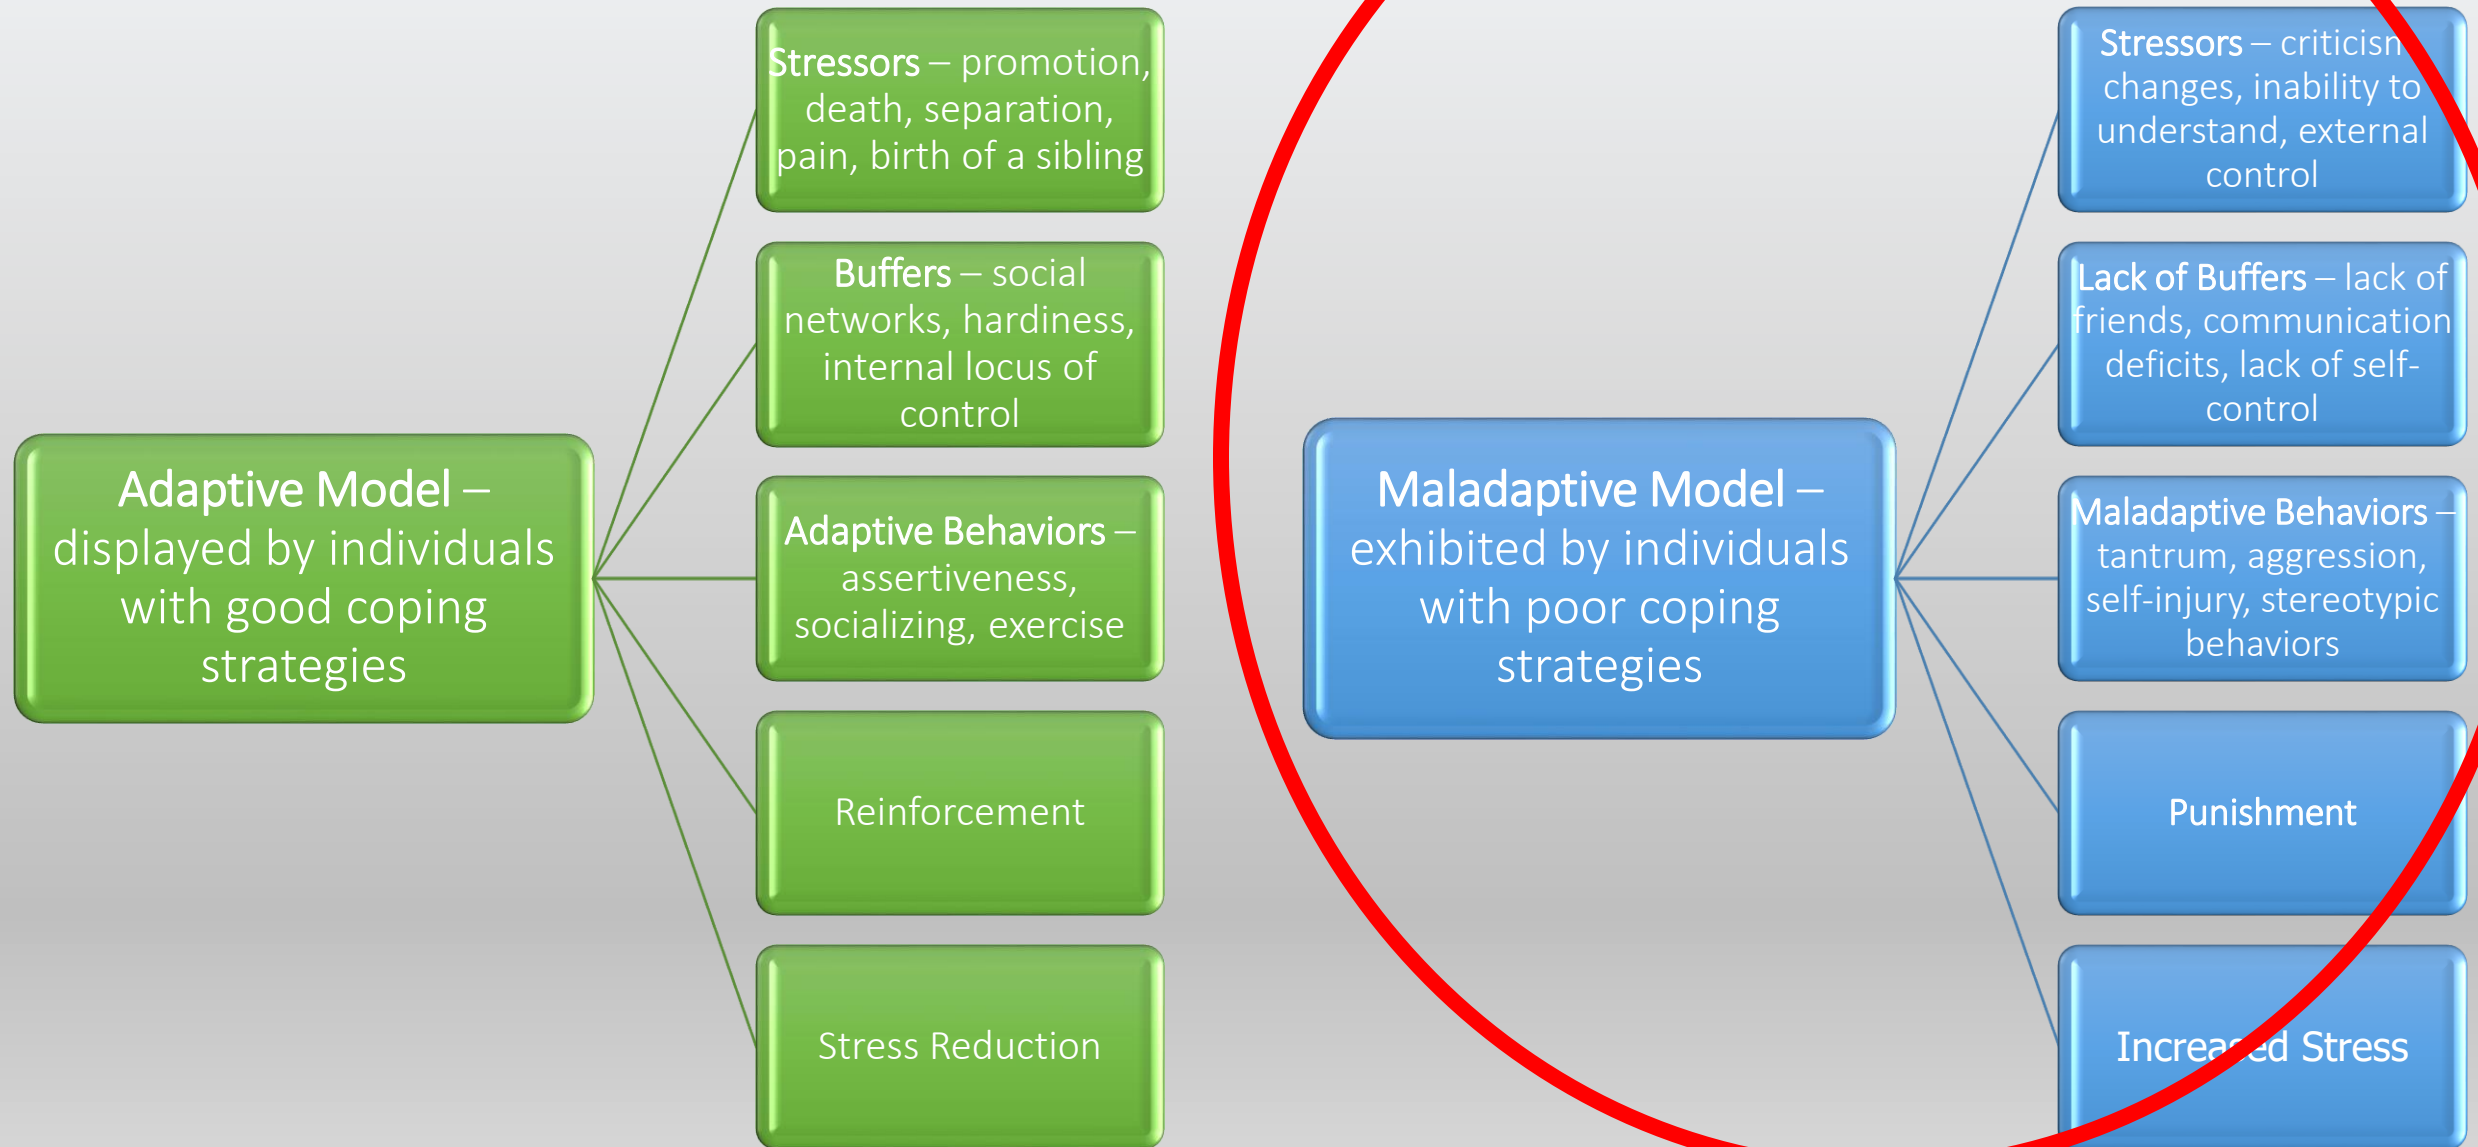 Adaptive Model –
displayed by individuals
with good coping
strategies
Stressors – promotion,
death, separation,
pain, birth of a sibling
Buffers – social
networks, hardiness,
internal locus of
control
Adaptive Behaviors –
assertiveness,
socializing, exercise
Reinforcement
Stress Reduction
Maladaptive Model –
exhibited by individuals
with poor coping
strategies
Stressors – criticism
changes, inability to
understand, external
control
Lack of Buffers – lack of
friends, communication
deficits, lack of self-
control
Maladaptive Behaviors –
tantrum, aggression,
self-injury, stereotypic
behaviors
Punishment
Increased Stress